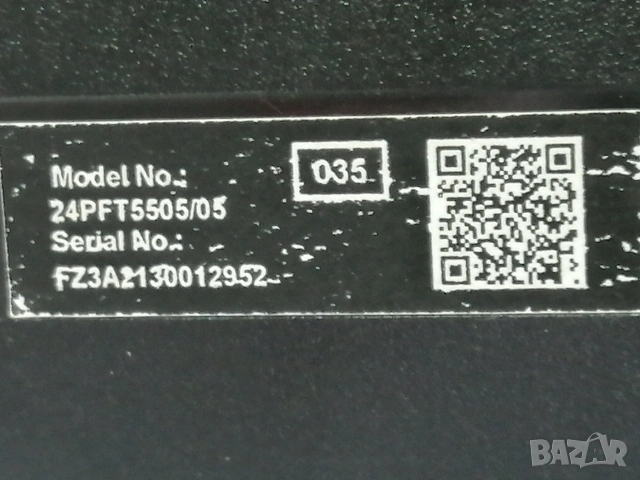 Model No.:
035
24PFT5505/05
Serial No.:
FZ3A2130012952
BAZAR